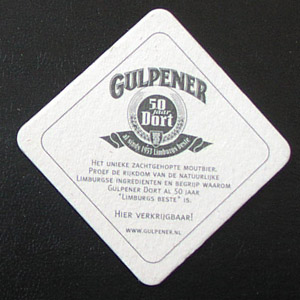 GULPENER
50
jaar
Dort
al sinds 1953 Limburgs beste
HET UNIEKE ZACHTGEHOPTE MOUTBIER.
PROEF DE RIJKDOM VAN DE NATUURLIJKE
LIMBURGSE INGREDIENTEN EN BEGRIJP WAAROM
GULPENER DORT AL 50 JAAR
"LIMBURGS BESTE" IS.
HIER VERKRIJGBAAR!
WWW.GULPENER.NL